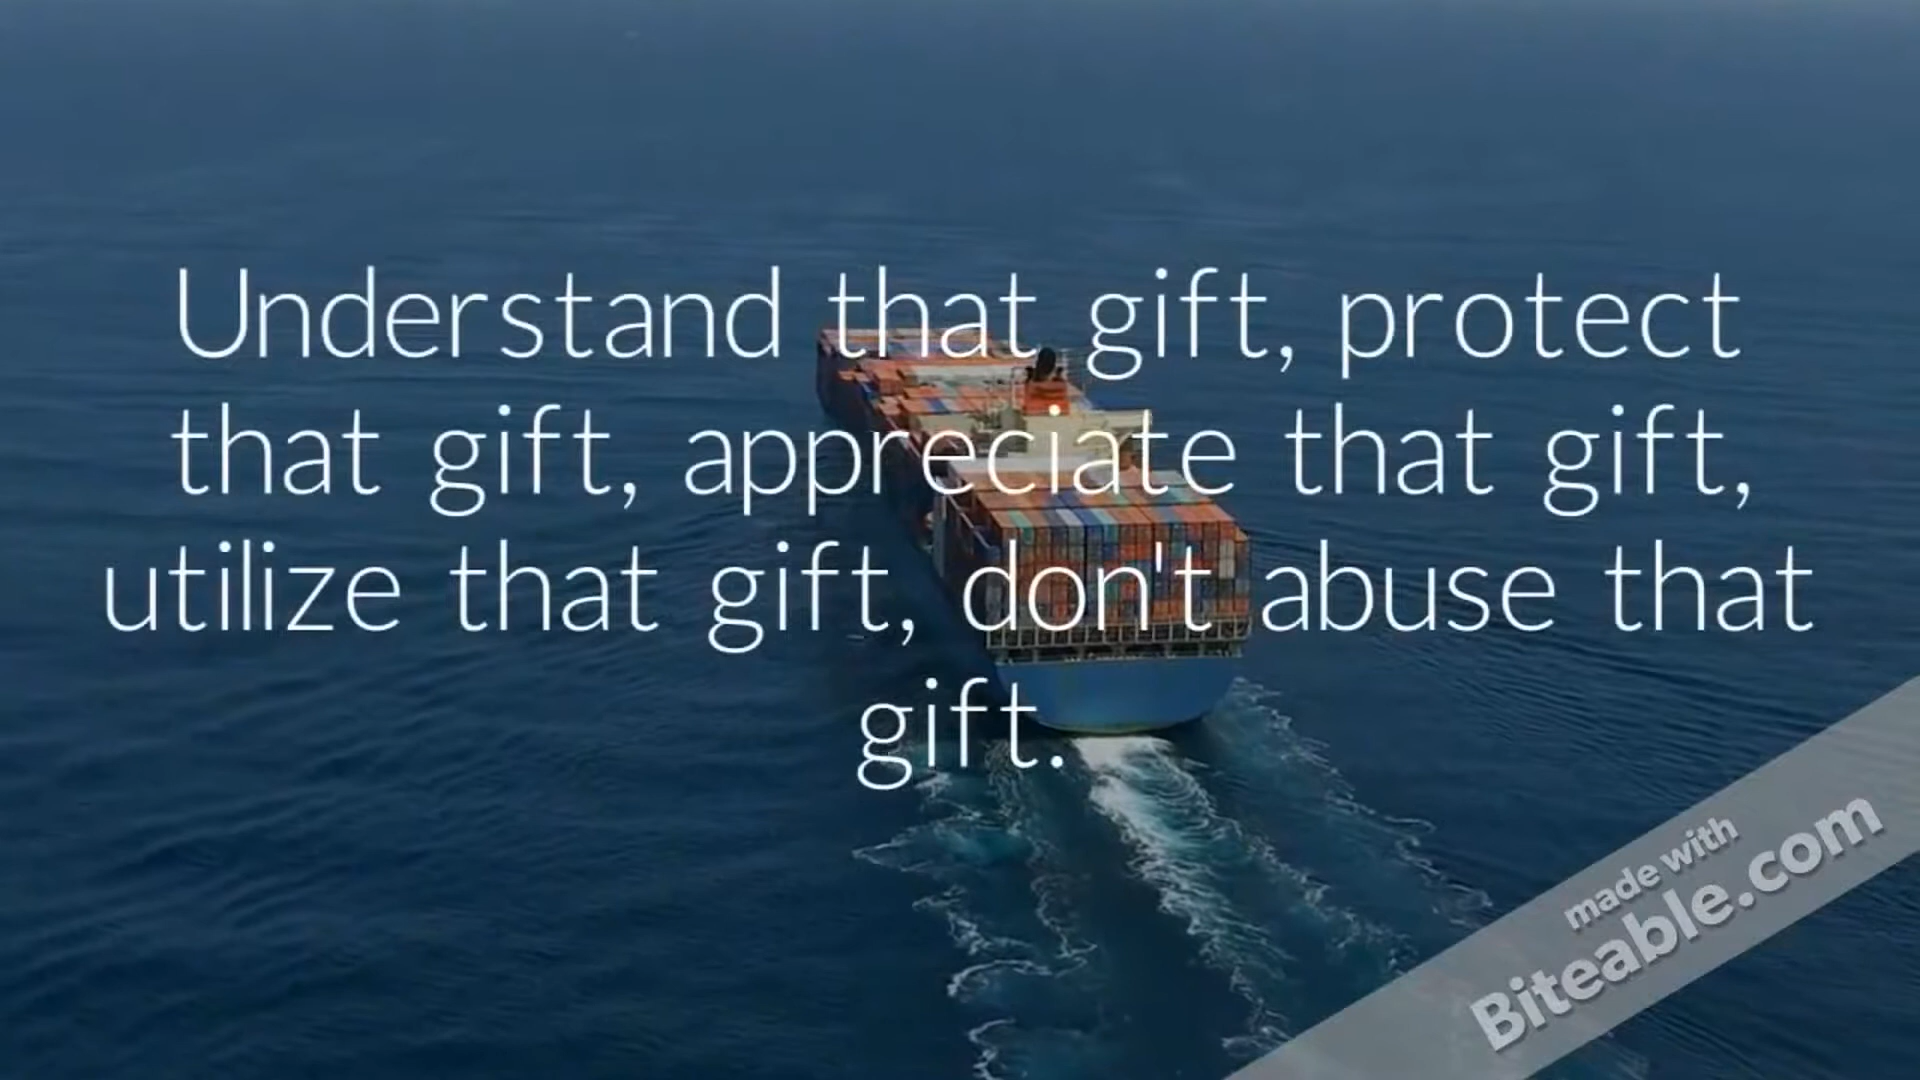 Understand that gift, protect
that gift, appreciate that gift,
utilize that gift, don't abuse that
gift.
made with
Biteable.com